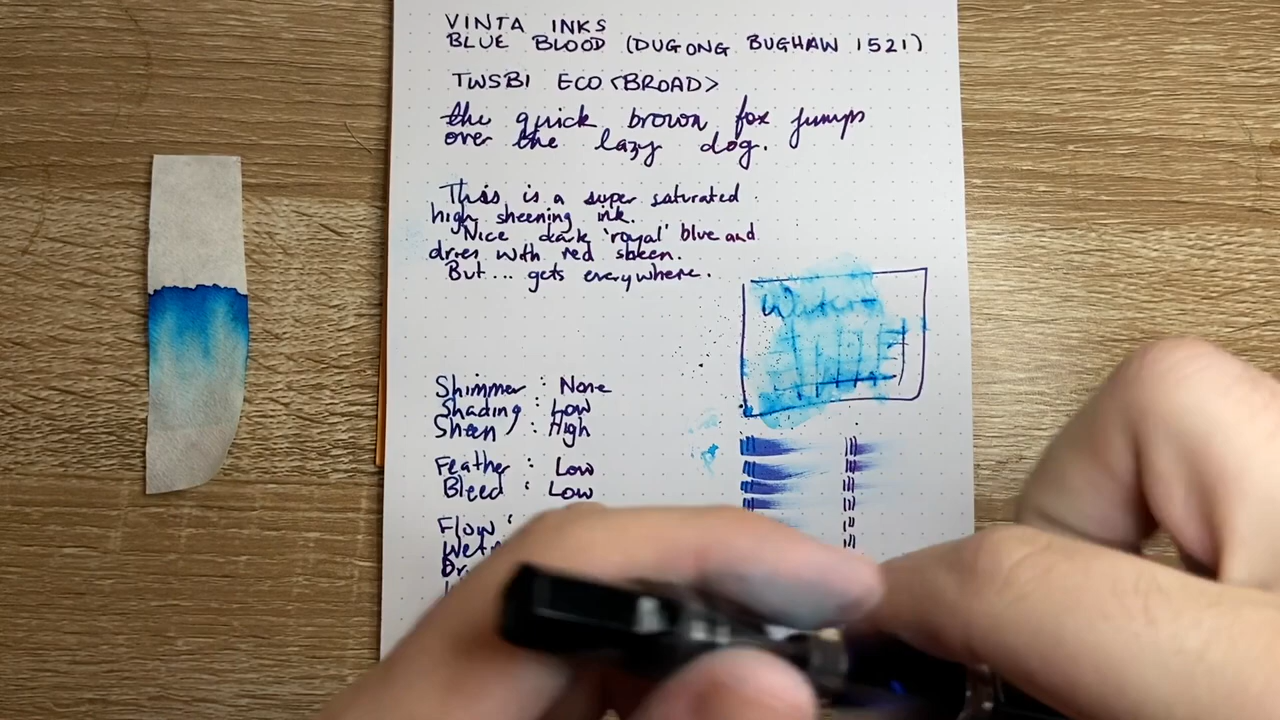 VINTA INKS
BLUE BLOOD (DUGONG BUGHAW 1521)
TWSBI ECO <BROAD>
the quick brown fox jumps
over the lazy dog.
This is a super saturated
high sheening ink.
Nice dark 'royal' blue and
dries with red sheen.
But... gets everywhere.
Water
Shimmer : None
Shading : Low
Sheen : High
Feather : Low
Bleed : Low
Flow :